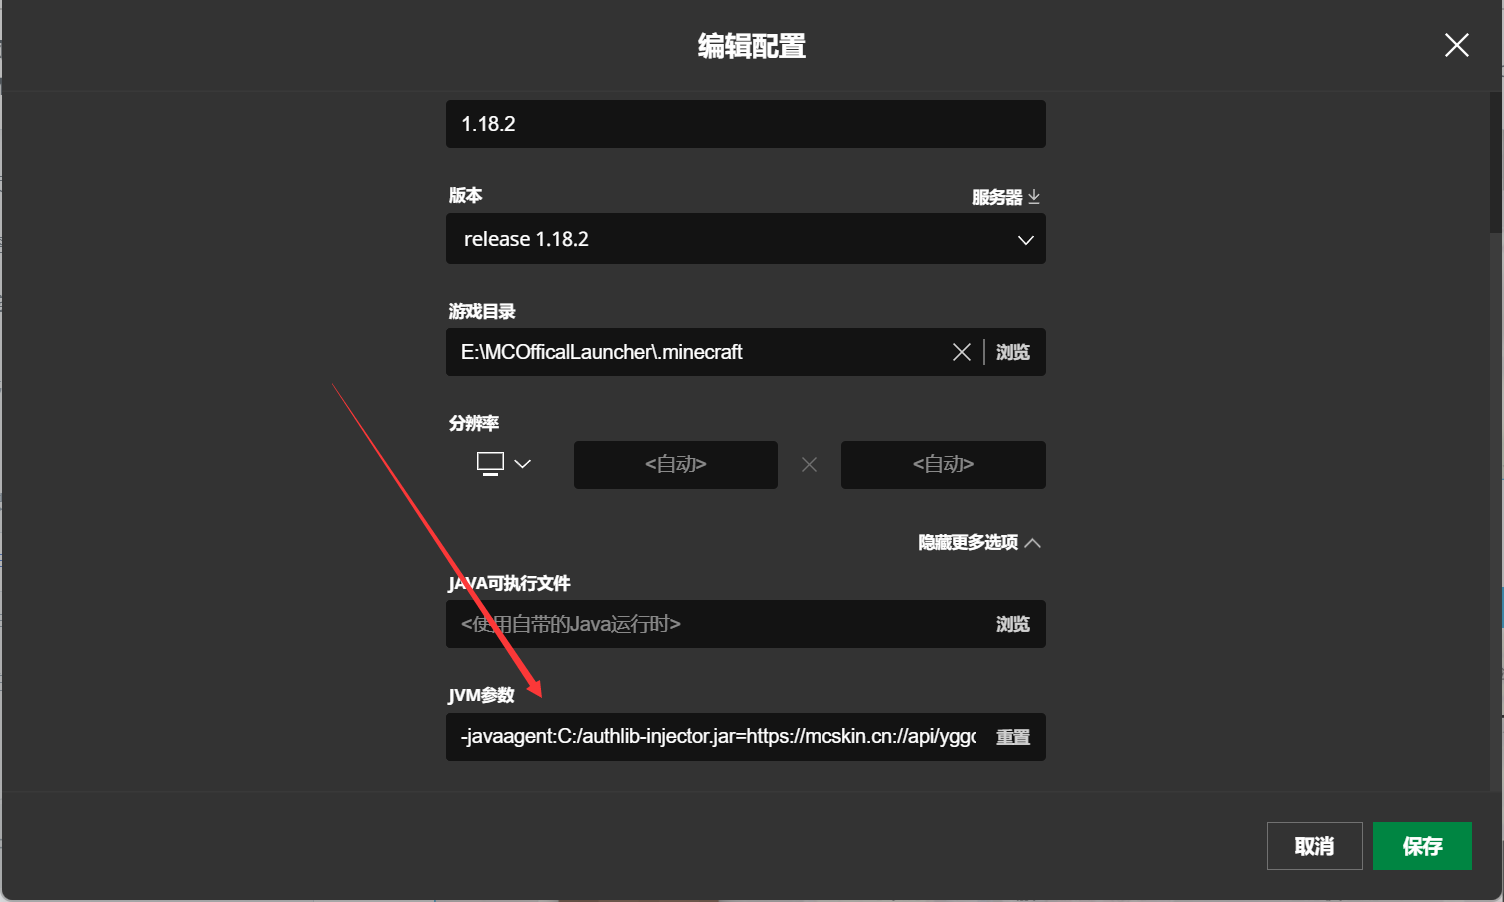 编辑配置
1.18.2
版本
服务器
release 1.18.2
游戏目录
E:\MCOfficalLauncher\.minecraft
浏览
分辨率
<自动>
<自动>
隐藏更多选项
JAVA可执行文件
<使用自带的Java运行时>
浏览
JVM参数
-javaagent:C:/authlib-injector.jar=https://mcskin.cn://api/ygg
重置
取消
保存